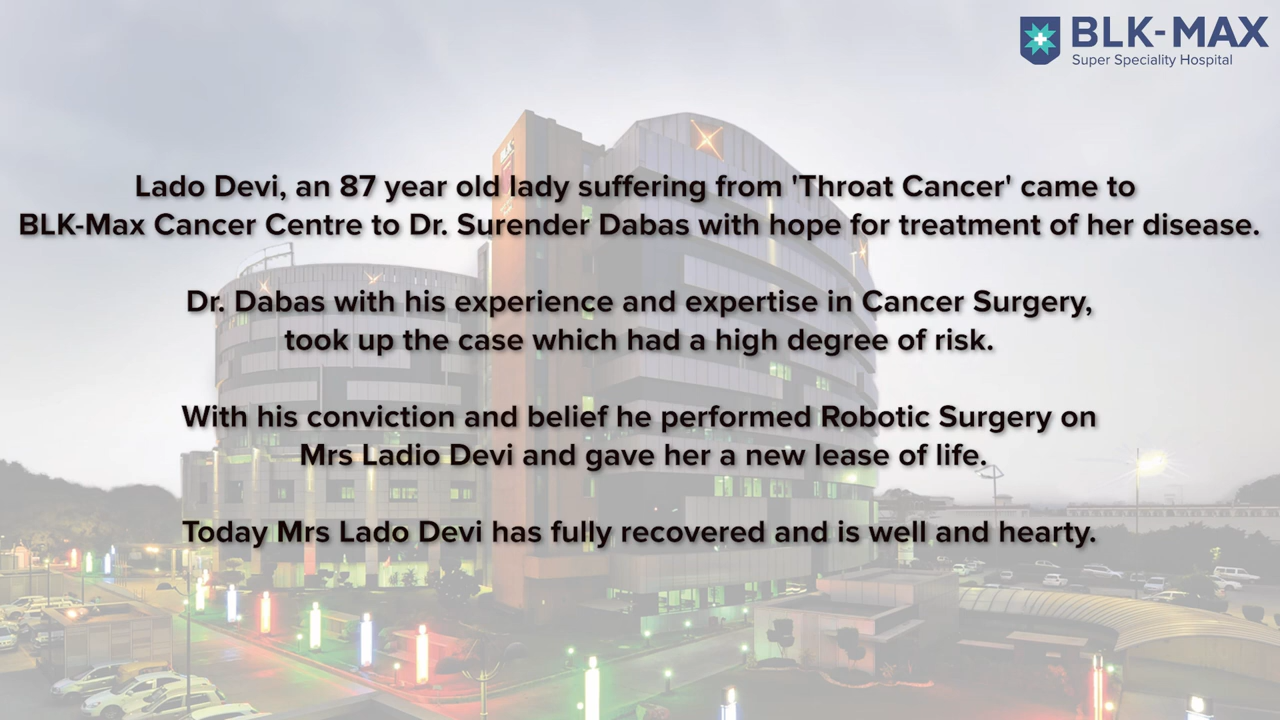 BLK-MAX
Super Speciality Hospital
BLK
Lado Devi, an 87 year old lady suffering from 'Throat Cancer' came to
BLK-Max Cancer Centre to Dr. Surender Dabas with hope for treatment of her disease.
Dr. Dabas with his experience and expertise in Cancer Surgery,
took up the case which had a high degree of risk.
With his conviction and belief he performed Robotic Surgery on
Mrs Ladio Devi and gave her a new lease of life.
Today Mrs Lado Devi has fully recovered and is well and hearty.